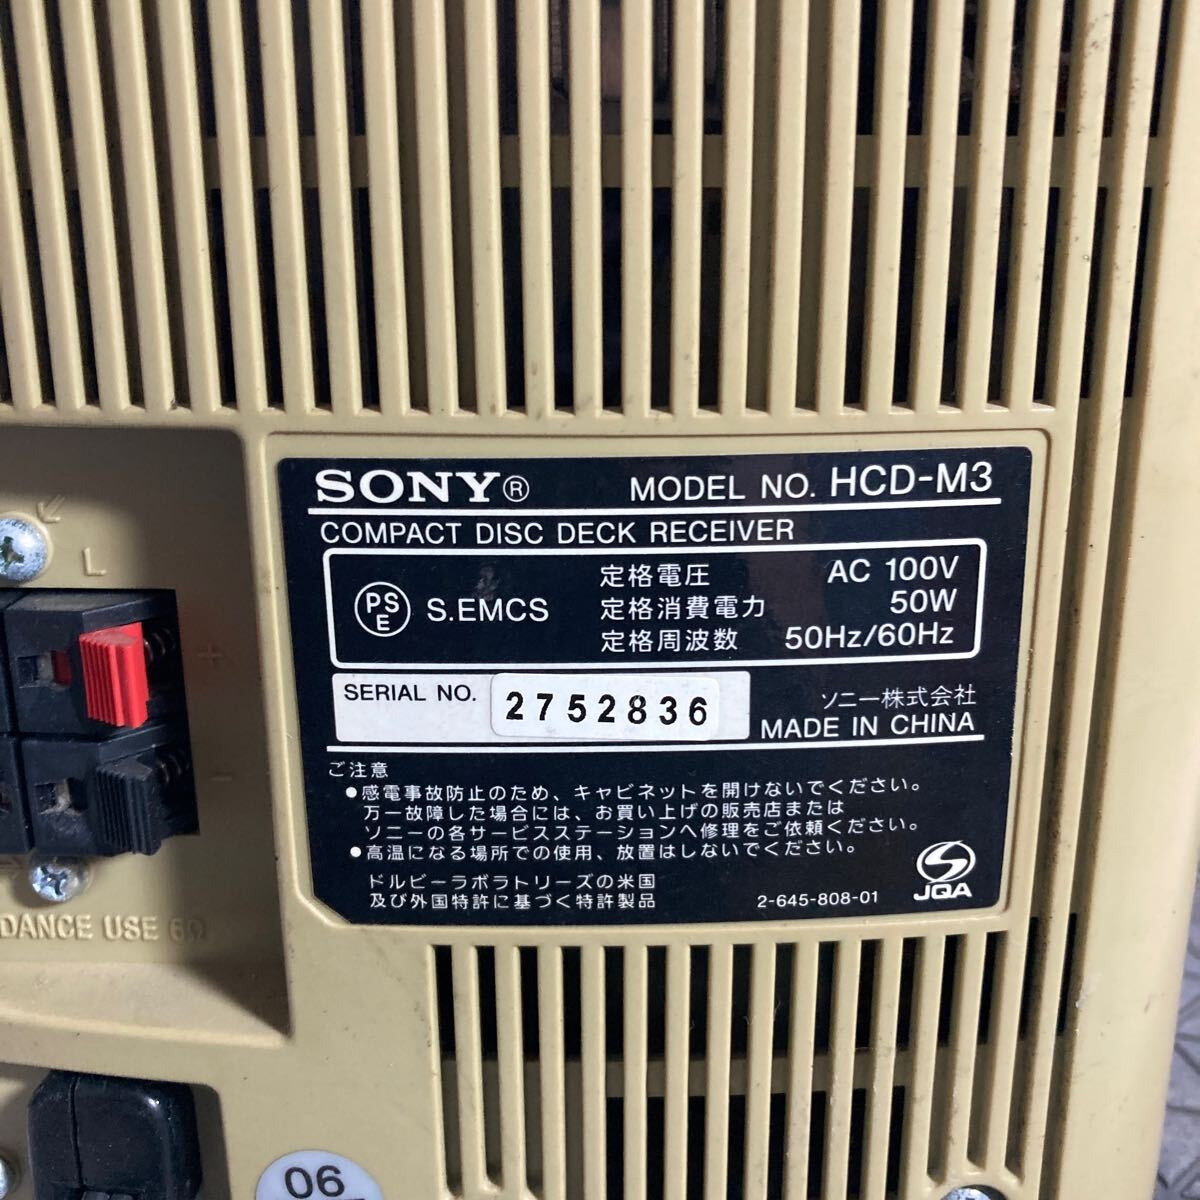 SONY® MODEL NO. HCD-M3
COMPACT DISC DECK RECEIVER
PSE S.EMCS
定格電圧 AC 100V
定格消費電力 50W
定格周波数 50Hz/60Hz
SERIAL NO. 2752836
ソニー株式会社
MADE IN CHINA
ご注意
●感電事故防止のため、キャビネットを開けないでください。
万一故障した場合には、お買い上げの販売店または
ソニーの各サービスステーションへ修理をご依頼ください。
●高温になる場所での使用、放置はしないでください。
ドルビーラボラトリーズの米国
及び外国特許に基づく特許製品
2-645-808-01
JQA
L
+
−
DANCE USE 6Ω
06